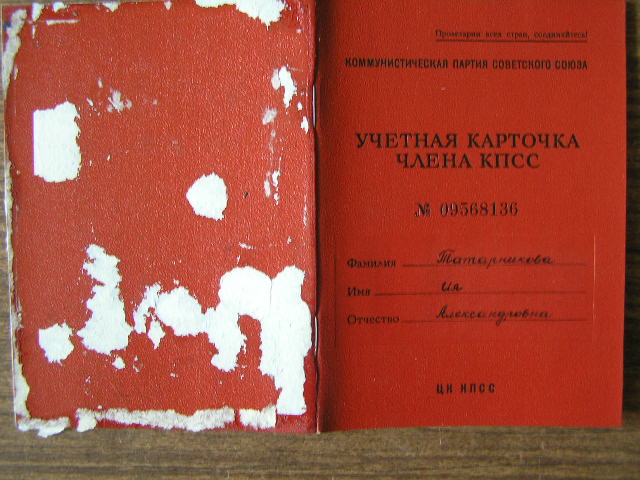 Пролетарии всех стран, соединяйтесь!
КОММУНИСТИЧЕСКАЯ ПАРТИЯ СОВЕТСКОГО СОЮЗА
УЧЕТНАЯ КАРТОЧКА
ЧЛЕНА КПСС
№ 09568136
Фамилия Татарникова
Имя Ия
Отчество Александровна
ЦК КПСС